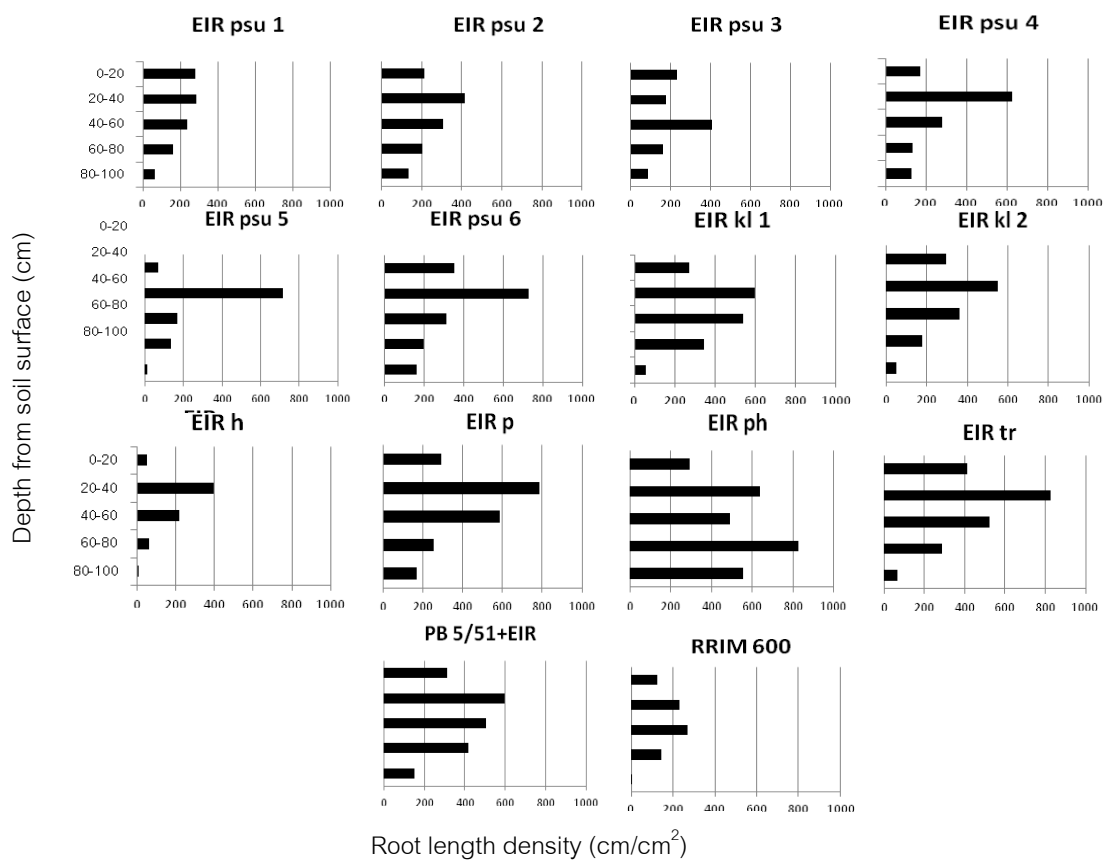 EIR psu 1 EIR psu 2 EIR psu 3 EIR psu 4
0-20
20-40
40-60
60-80
80-100
0 200 400 600 800 1000 0 200 400 600 800 1000 0 200 400 600 800 1000 0 200 400 600 800 1000
EIR psu 5 EIR psu 6 EIR kl 1 EIR kl 2
0-20
20-40
40-60
60-80
80-100
0 200 400 600 800 1000 0 200 400 600 800 1000 0 200 400 600 800 1000 0 200 400 600 800 1000
EIR h EIR p EIR ph EIR tr
0-20
20-40
40-60
60-80
80-100
0 200 400 600 800 1000 0 200 400 600 800 1000 0 200 400 600 800 1000 0 200 400 600 800 1000
PB 5/51+EIR RRIM 600
0 200 400 600 800 1000 0 200 400 600 800 1000
Depth from soil surface (cm)
Root length density (cm/cm²)